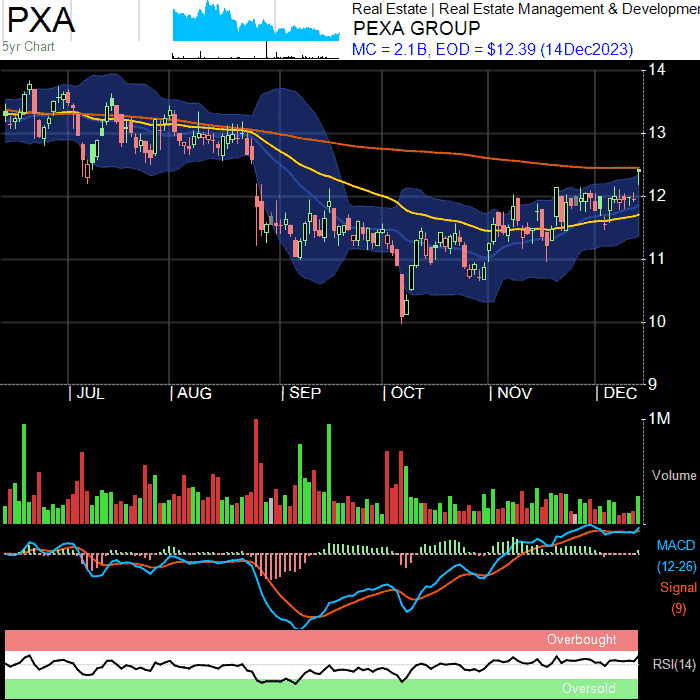 PXA
5yr Chart
Real Estate | Real Estate Management & Developmen
PEXA GROUP
MC = 2.1B, EOD = $12.39 (14Dec2023)
14
13
12
11
10
9
JUL AUG SEP OCT NOV DEC
1M
Volume
MACD
(12-26)
Signal
(9)
Overbought
RSI(14)
Oversold